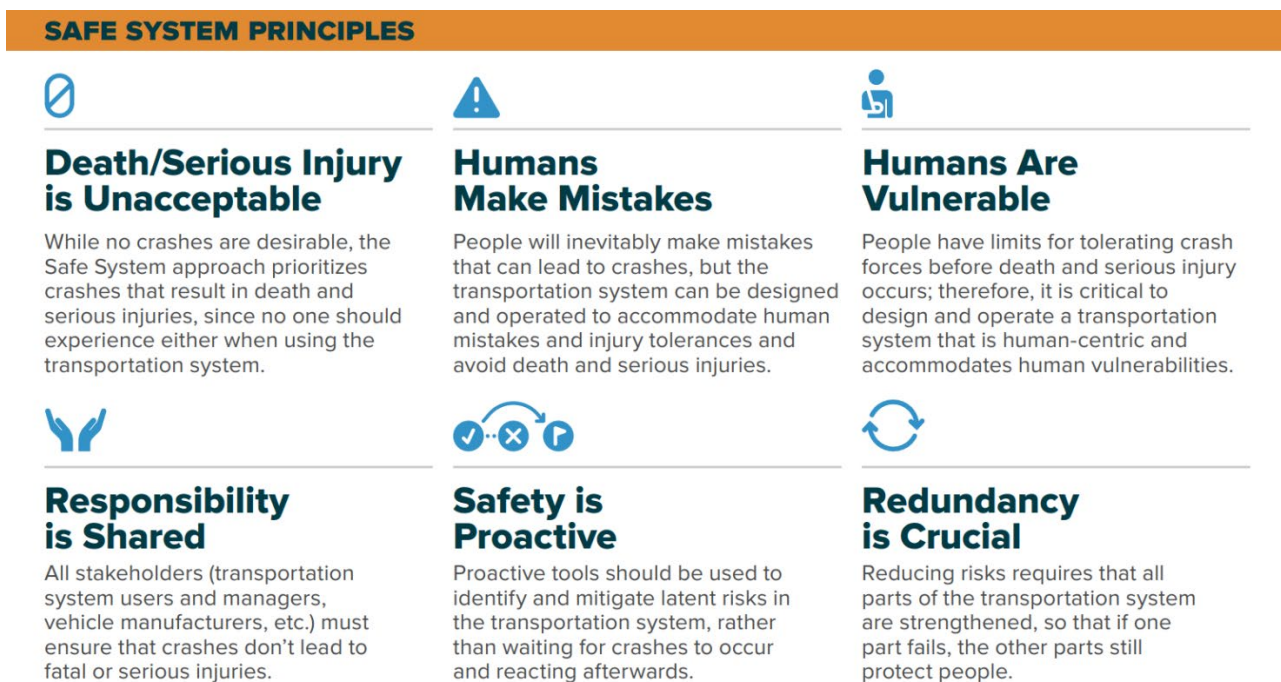 SAFE SYSTEM PRINCIPLES
Death/Serious Injury
is Unacceptable
While no crashes are desirable, the
Safe System approach prioritizes
crashes that result in death and
serious injuries, since no one should
experience either when using the
transportation system.
Humans
Make Mistakes
People will inevitably make mistakes
that can lead to crashes, but the
transportation system can be designed
and operated to accommodate human
mistakes and injury tolerances and
avoid death and serious injuries.
Humans Are
Vulnerable
People have limits for tolerating crash
forces before death and serious injury
occurs; therefore, it is critical to
design and operate a transportation
system that is human-centric and
accommodates human vulnerabilities.
Responsibility
is Shared
All stakeholders (transportation
system users and managers,
vehicle manufacturers, etc.) must
ensure that crashes don’t lead to
fatal or serious injuries.
Safety is
Proactive
Proactive tools should be used to
identify and mitigate latent risks in
the transportation system, rather
than waiting for crashes to occur
and reacting afterwards.
Redundancy
is Crucial
Reducing risks requires that all
parts of the transportation system
are strengthened, so that if one
part fails, the other parts still
protect people.